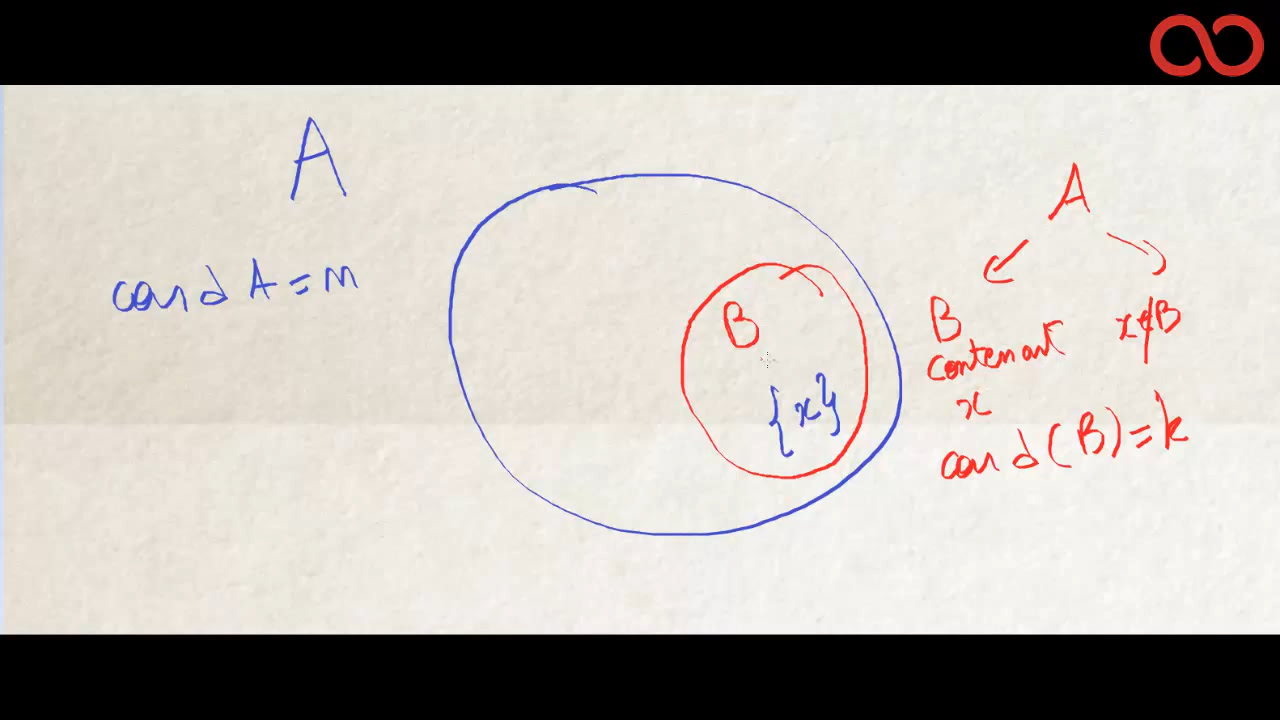 A
card A = n
B
{x}
A
B
contenant
x
x∉B
card(B) = k